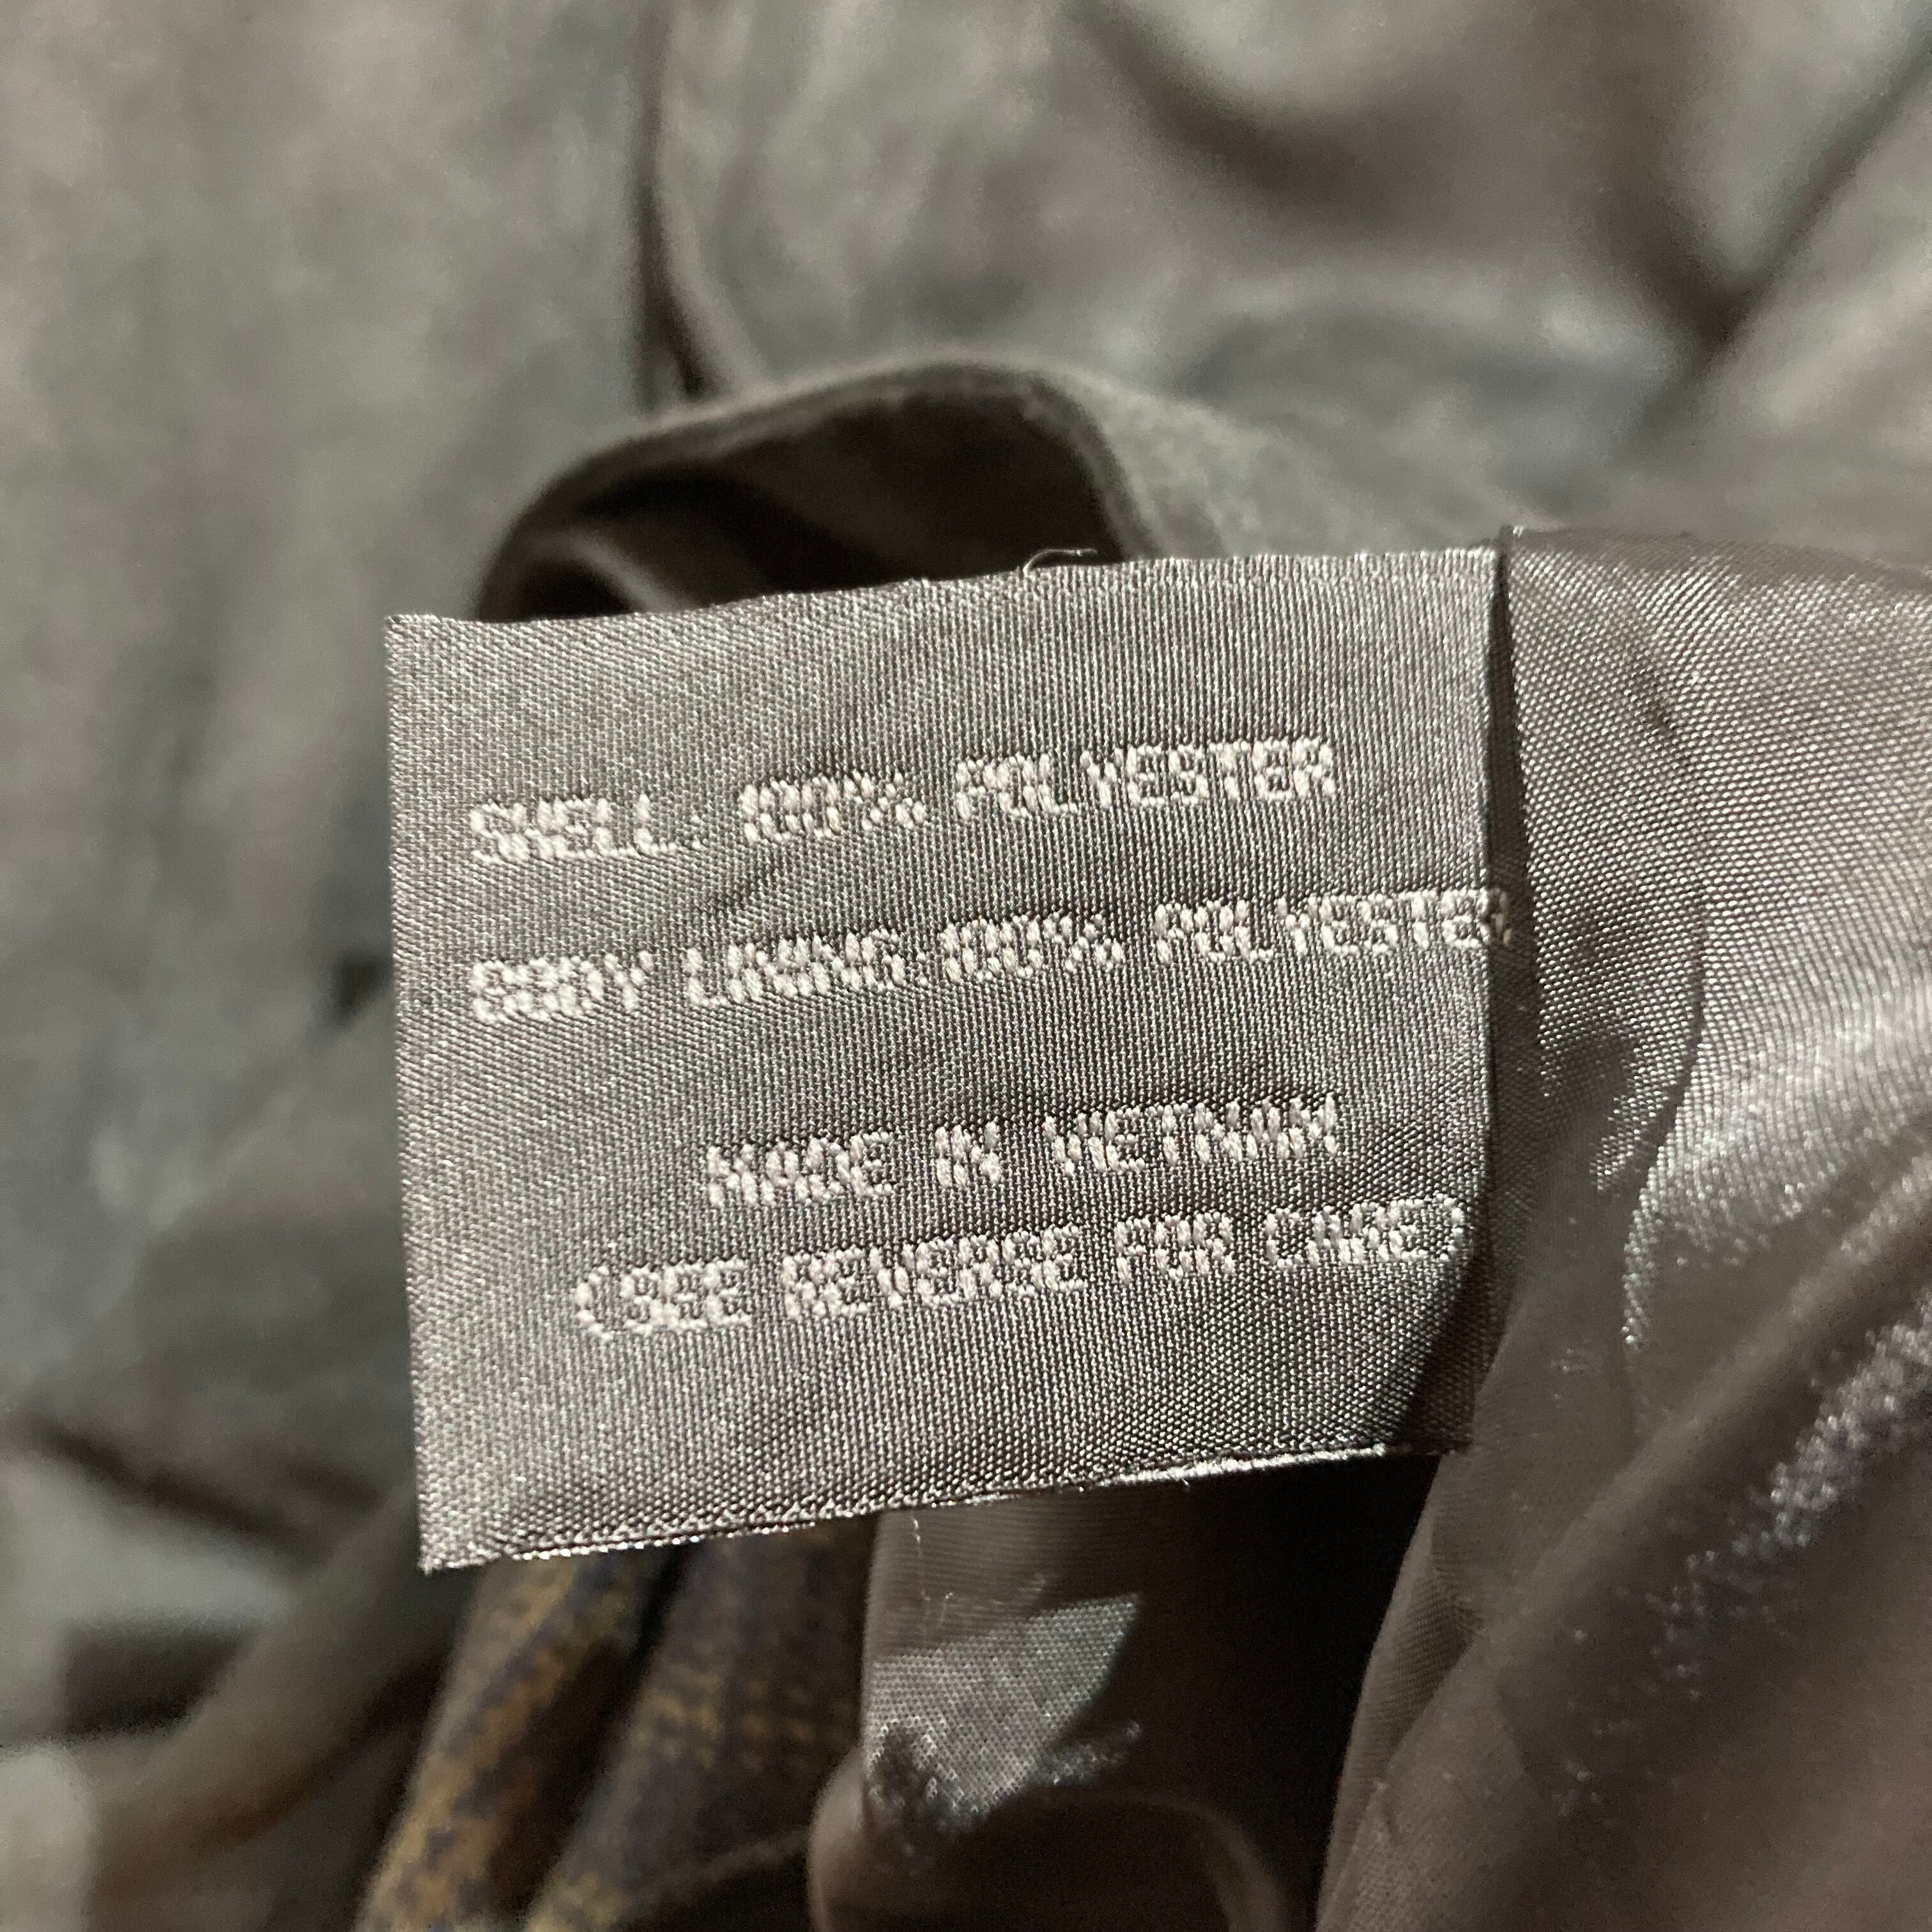 SHELL: 100% POLYESTER
BODY LINING:100% POLYESTER
MADE IN VIETNAM
(SEE REVERSE FOR CARE)